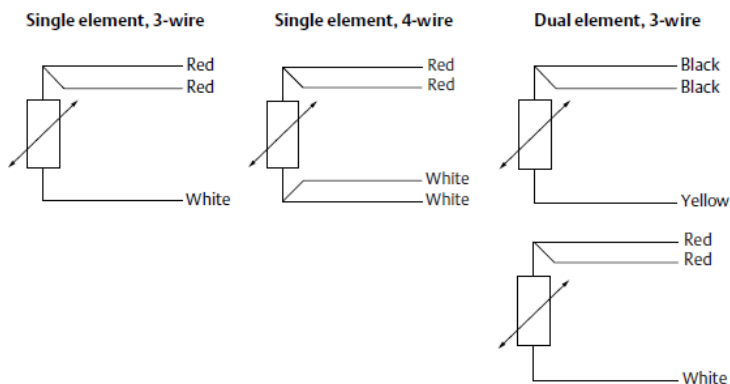 Single element, 3-wire
Red
Red
White
Single element, 4-wire
Red
Red
White
White
Dual element, 3-wire
Black
Black
Yellow
Red
Red
White